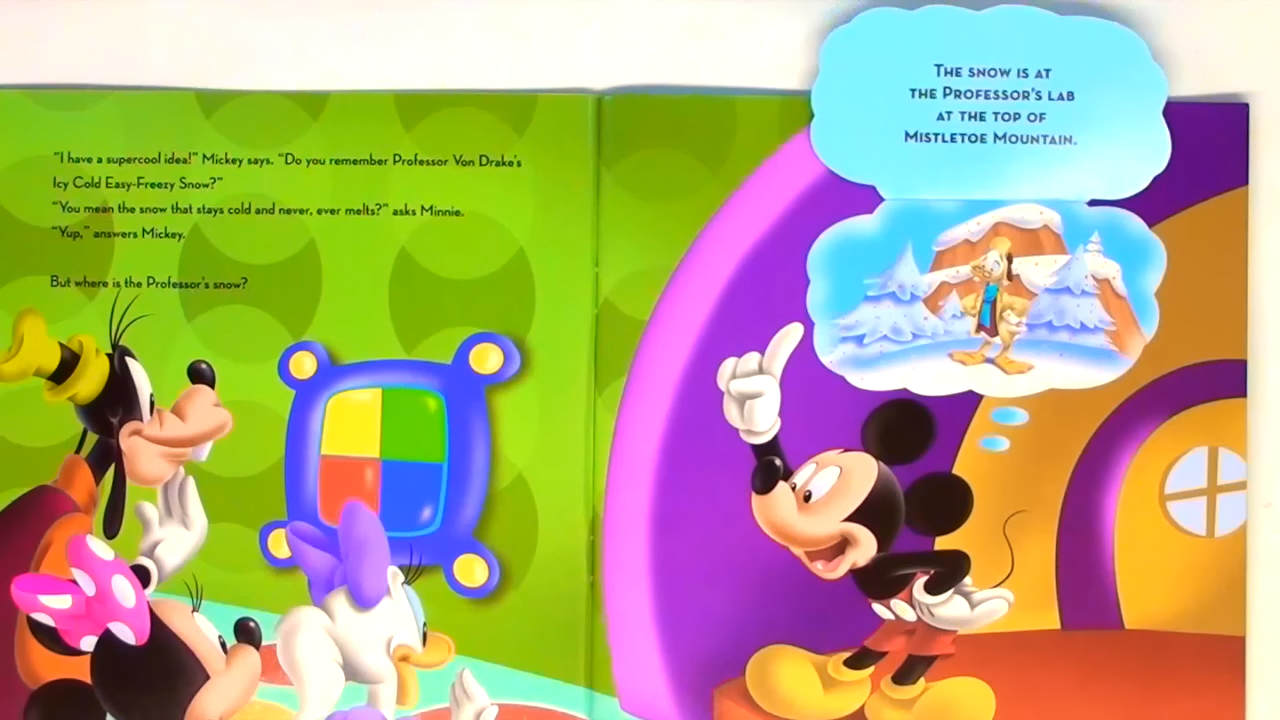 "I have a supercool idea!" Mickey says. "Do you remember Professor Von Drake's
Icy Cold Easy-Freezy Snow?"
"You mean the snow that stays cold and never, ever melts?" asks Minnie.
"Yup," answers Mickey.
But where is the Professor's snow?
THE SNOW IS AT
THE PROFESSOR'S LAB
AT THE TOP OF
MISTLETOE MOUNTAIN.